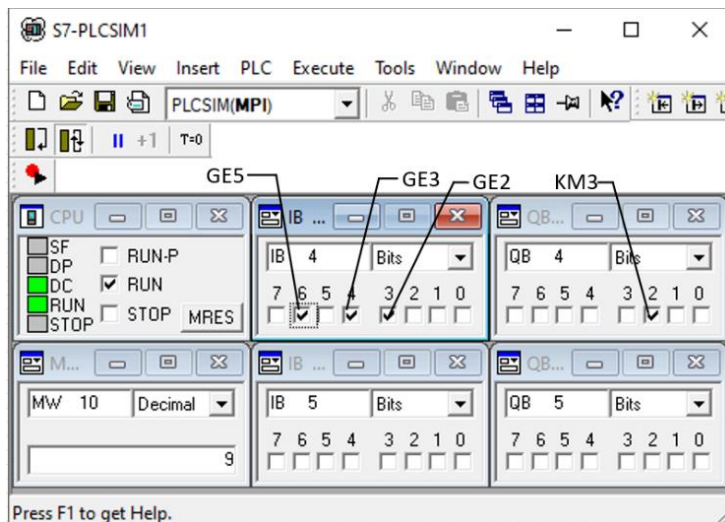 S7-PLCSIM1
File Edit View Insert PLC Execute Tools Window Help
PLCSIM(MPI)
+1 T=0
GE5 GE3 GE2 KM3
CPU IB ... QB...
SF
DP
DC
RUN
STOP
RUN-P
RUN
STOP MRES
IB 4 Bits
7 6 5 4 3 2 1 0
QB 4 Bits
7 6 5 4 3 2 1 0
M... IB ... QB...
MW 10 Decimal
9
IB 5 Bits
7 6 5 4 3 2 1 0
QB 5 Bits
7 6 5 4 3 2 1 0
Press F1 to get Help.